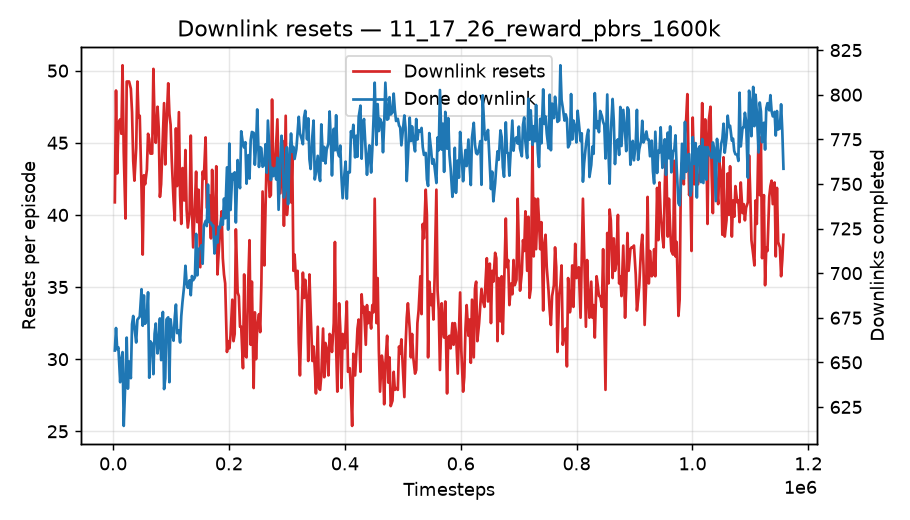 Downlink resets — 11_17_26_reward_pbrs_1600k
Downlink resets
Done downlink
Resets per episode
50
45
40
35
30
25
Downlinks completed
825
800
775
750
725
700
675
650
625
0.0 0.2 0.4 0.6 0.8 1.0 1.2
1e6
Timesteps